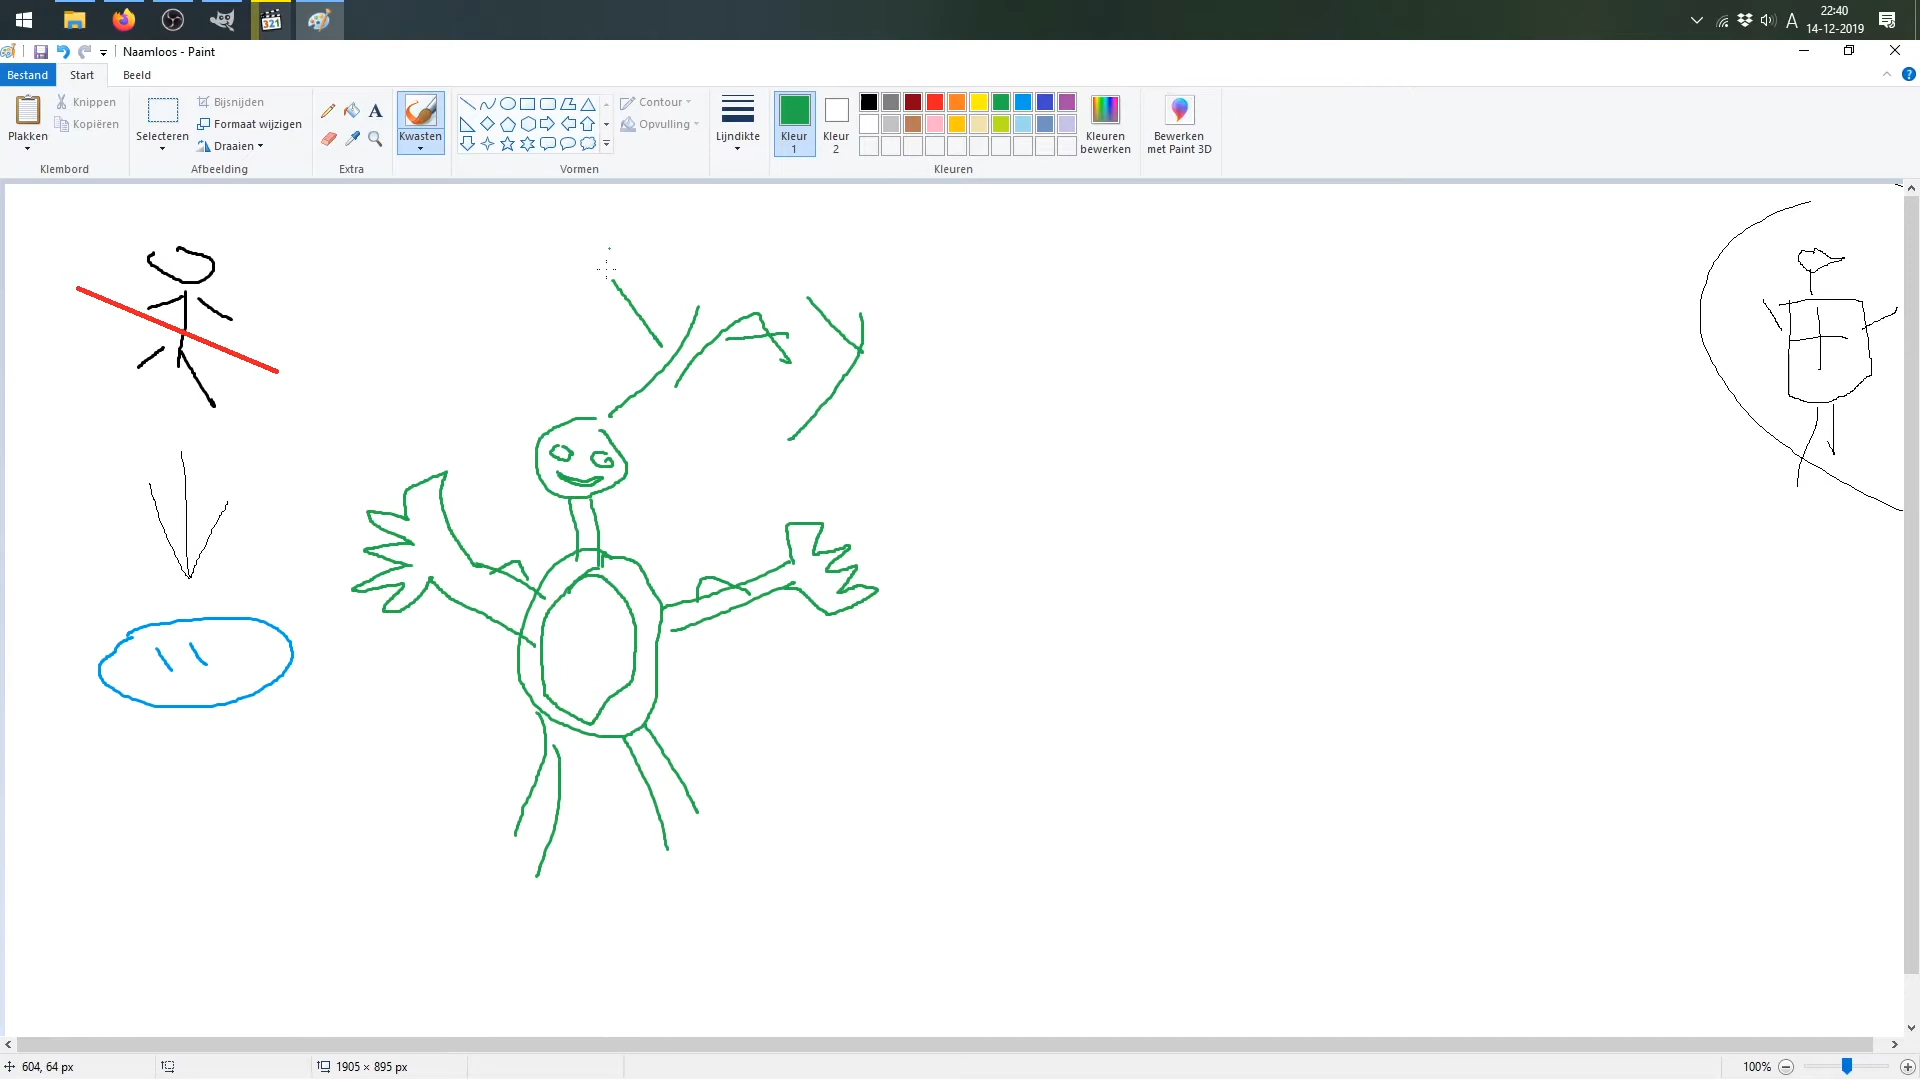 321
A
22:40
14-12-2019
Naamloos - Paint
Bestand
Start
Beeld
?
Plakken
Knippen
Kopiëren
Klembord
Selecteren
Bijsnijden
Formaat wijzigen
Draaien
Afbeelding
A
Extra
Kwasten
Contour
Opvulling
Vormen
Lijndikte
Kleur
1
Kleur
2
Kleuren
bewerken
Kleuren
Bewerken
met Paint 3D
604, 64 px
1905 × 895 px
100%